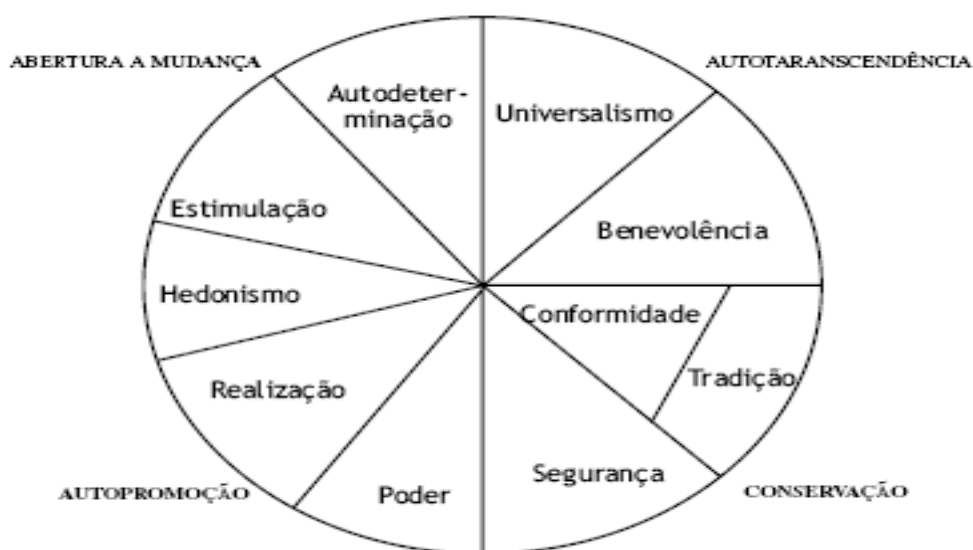 ABERTURA A MUDANÇA
AUTOTARANSCENDÊNCIA
Autodeter-
minação
Universalismo
Estimulação
Benevolência
Hedonismo
Conformidade
Realização
Tradição
Segurança
Poder
AUTOPROMOÇÃO
CONSERVAÇÃO